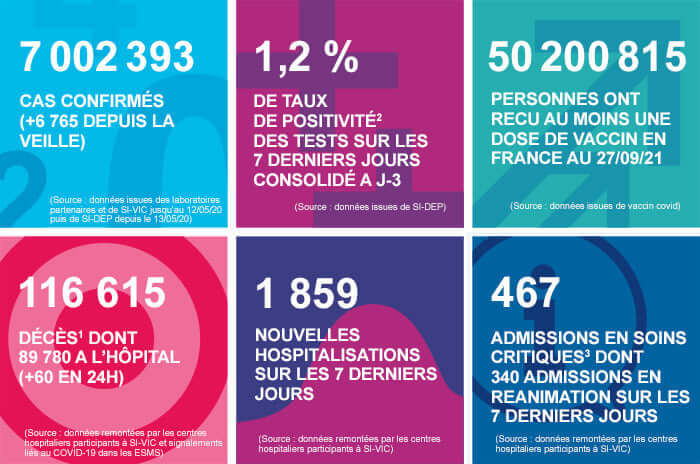 7 002 393
CAS CONFIRMÉS
(+6 765 DEPUIS LA
VEILLE)
(Source : données issues des laboratoires
partenaires et de SI-VIC jusqu'au 12/05/20
puis de SI-DEP depuis le 13/05/20)
1,2 %
DE TAUX
DE POSITIVITÉ²
DES TESTS SUR LES
7 DERNIERS JOURS
CONSOLIDÉ A J-3
(Source : données issues de SI-DEP)
50 200 815
PERSONNES ONT
RECU AU MOINS UNE
DOSE DE VACCIN EN
FRANCE AU 27/09/21
(Source : données issues de vaccin covid)
116 615
DÉCÈS¹ DONT
89 780 A L'HÔPITAL
(+60 EN 24H)
(Source : données remontées par les centres
hospitaliers participants à SI-VIC et signalements
liés au COVID-19 dans les ESMS)
1 859
NOUVELLES
HOSPITALISATIONS
SUR LES 7 DERNIERS
JOURS
(Source : données remontées par les centres
hospitaliers participants à SI-VIC)
467
ADMISSIONS EN SOINS
CRITIQUES³ DONT
340 ADMISSIONS EN
REANIMATION SUR LES
7 DERNIERS JOURS
(Source : données remontées par les centres
hospitaliers participants à SI-VIC)